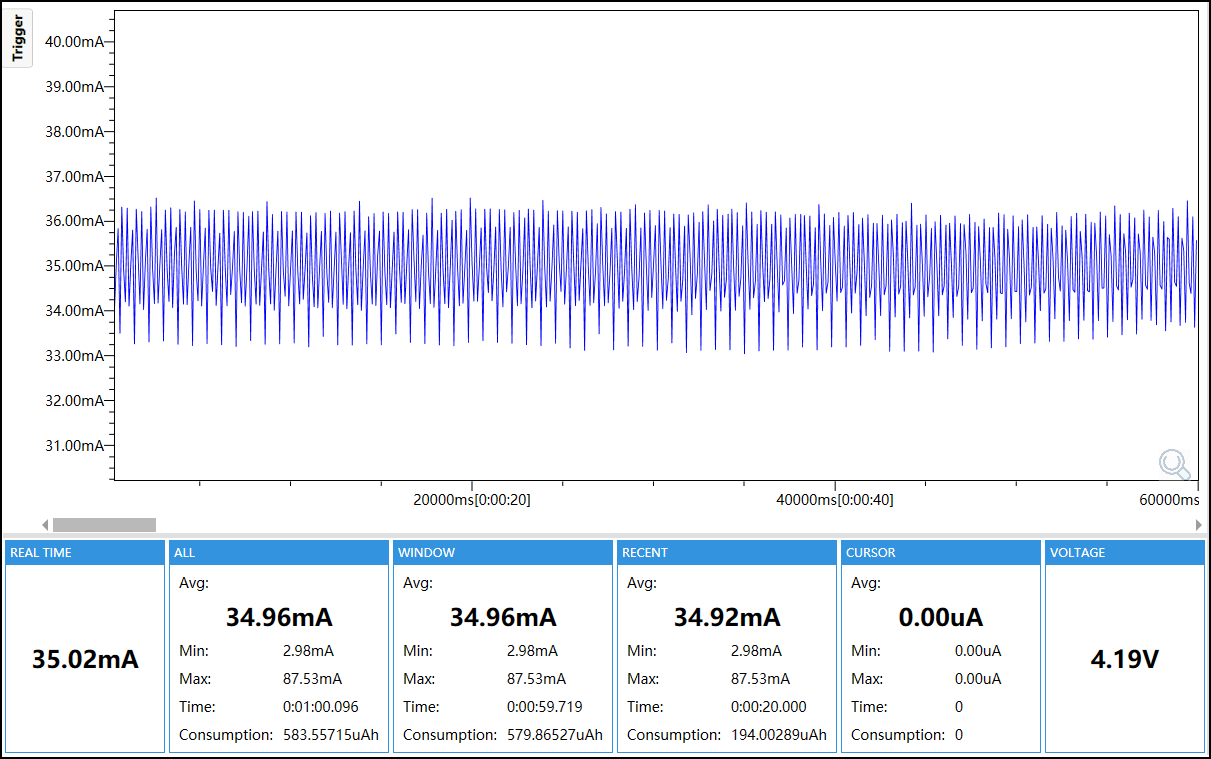 Trigger
40.00mA
39.00mA
38.00mA
37.00mA
36.00mA
35.00mA
34.00mA
33.00mA
32.00mA
31.00mA
20000ms[0:00:20] 40000ms[0:00:40] 60000ms
REAL TIME
35.02mA
ALL
Avg:
34.96mA
Min: 2.98mA
Max: 87.53mA
Time: 0:01:00.096
Consumption: 583.55715uAh
WINDOW
Avg:
34.96mA
Min: 2.98mA
Max: 87.53mA
Time: 0:00:59.719
Consumption: 579.86527uAh
RECENT
Avg:
34.92mA
Min: 2.98mA
Max: 87.53mA
Time: 0:00:20.000
Consumption: 194.00289uAh
CURSOR
Avg:
0.00uA
Min: 0.00uA
Max: 0.00uA
Time: 0
Consumption: 0
VOLTAGE
4.19V